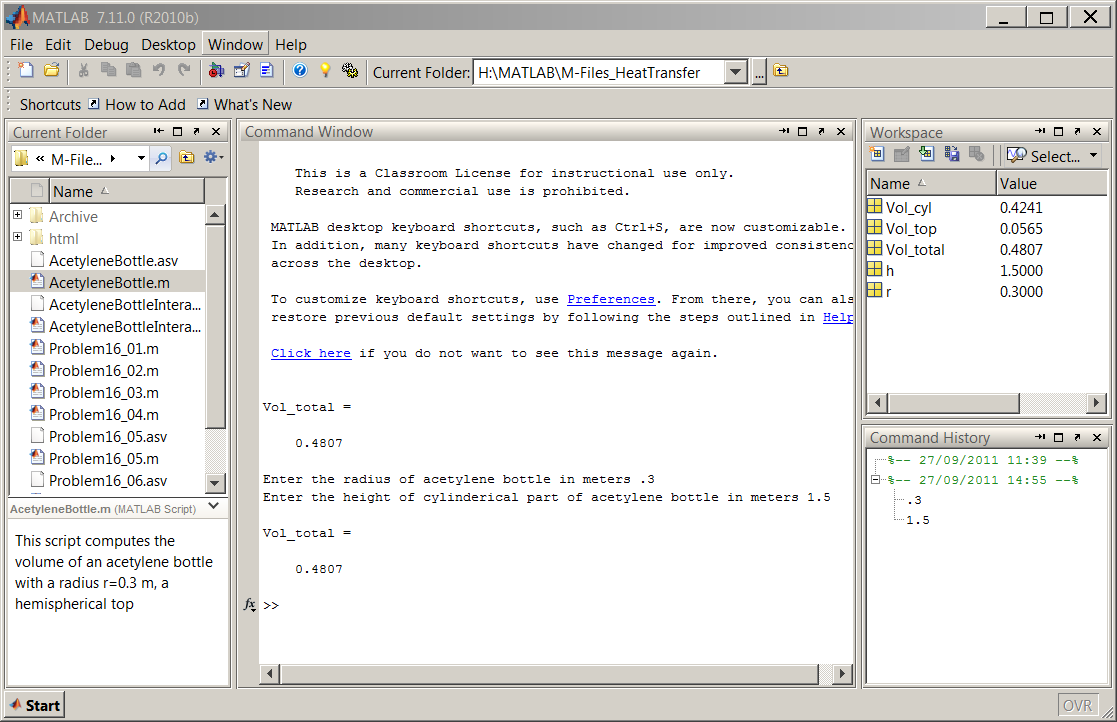 MATLAB 7.11.0 (R2010b)
File Edit Debug Desktop Window Help
Current Folder: H:\MATLAB\M-Files_HeatTransfer ...
Shortcuts How to Add What's New
Current Folder
« M-File...
Name
Archive
html
AcetyleneBottle.asv
AcetyleneBottle.m
AcetyleneBottleIntera...
AcetyleneBottleIntera...
Problem16_01.m
Problem16_02.m
Problem16_03.m
Problem16_04.m
Problem16_05.asv
Problem16_05.m
Problem16_06.asv
AcetyleneBottle.m (MATLAB Script)
This script computes the
volume of an acetylene bottle
with a radius r=0.3 m, a
hemispherical top
Command Window
This is a Classroom License for instructional use only.
Research and commercial use is prohibited.
MATLAB desktop keyboard shortcuts, such as Ctrl+S, are now customizable.
In addition, many keyboard shortcuts have changed for improved consistenc
across the desktop.
To customize keyboard shortcuts, use Preferences. From there, you can als
restore previous default settings by following the steps outlined in Help
Click here if you do not want to see this message again.
Vol_total =
0.4807
Enter the radius of acetylene bottle in meters .3
Enter the height of cylinderical part of acetylene bottle in meters 1.5
Vol_total =
0.4807
fx >>
Workspace
Select...
Name Value
Vol_cyl 0.4241
Vol_top 0.0565
Vol_total 0.4807
h 1.5000
r 0.3000
Command History
%-- 27/09/2011 11:39 --%
%-- 27/09/2011 14:55 --%
.3
1.5
Start
OVR